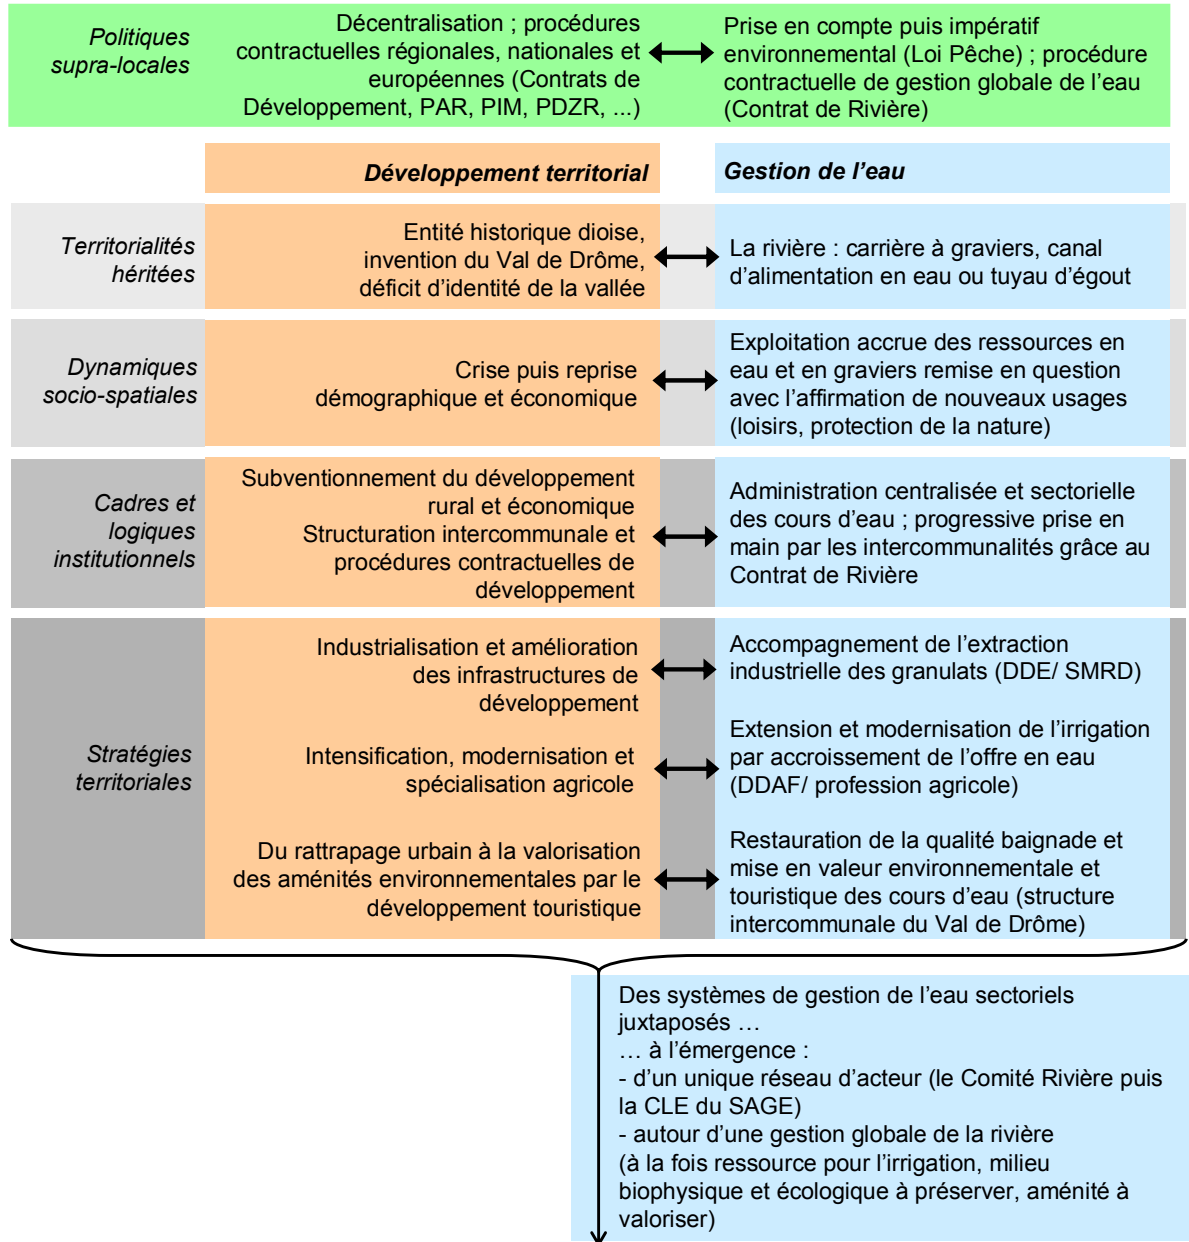 Politiques
supra-locales
Décentralisation ; procédures
contractuelles régionales, nationales et
européennes (Contrats de
Développement, PAR, PIM, PDZR, ...)
Prise en compte puis impératif
environnemental (Loi Pêche) ; procédure
contractuelle de gestion globale de l’eau
(Contrat de Rivière)
Développement territorial
Gestion de l’eau
Territorialités
héritées
Entité historique dioise,
invention du Val de Drôme,
déficit d’identité de la vallée
La rivière : carrière à graviers, canal
d’alimentation en eau ou tuyau d’égout
Dynamiques
socio-spatiales
Crise puis reprise
démographique et économique
Exploitation accrue des ressources en
eau et en graviers remise en question
avec l’affirmation de nouveaux usages
(loisirs, protection de la nature)
Cadres et
logiques
institutionnels
Subventionnement du développement
rural et économique
Structuration intercommunale et
procédures contractuelles de
développement
Administration centralisée et sectorielle
des cours d’eau ; progressive prise en
main par les intercommunalités grâce au
Contrat de Rivière
Stratégies
territoriales
Industrialisation et amélioration
des infrastructures de
développement
Accompagnement de l’extraction
industrielle des granulats (DDE/ SMRD)
Intensification, modernisation et
spécialisation agricole
Extension et modernisation de l’irrigation
par accroissement de l’offre en eau
(DDAF/ profession agricole)
Du rattrapage urbain à la valorisation
des aménités environnementales par le
développement touristique
Restauration de la qualité baignade et
mise en valeur environnementale et
touristique des cours d’eau (structure
intercommunale du Val de Drôme)
Des systèmes de gestion de l’eau sectoriels
juxtaposés …
… à l’émergence :
- d’un unique réseau d’acteur (le Comité Rivière puis
la CLE du SAGE)
- autour d’une gestion globale de la rivière
(à la fois ressource pour l’irrigation, milieu
biophysique et écologique à préserver, aménité à
valoriser)